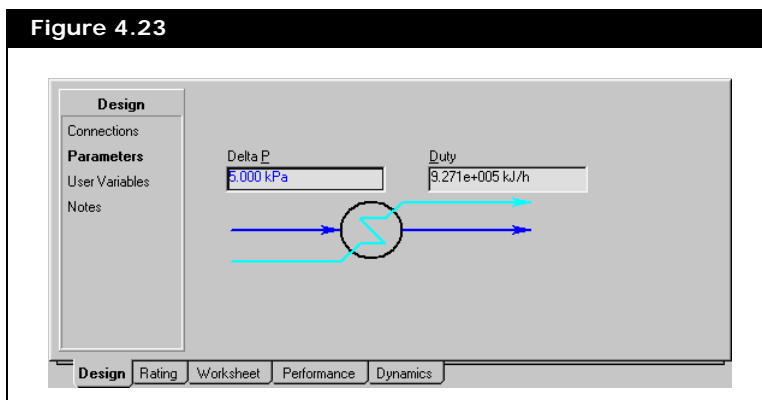 Figure 4.23
Design
Connections
Parameters
User Variables
Notes
Delta P
5.000 kPa
Duty
9.271e+005 kJ/h
Design Rating Worksheet Performance Dynamics